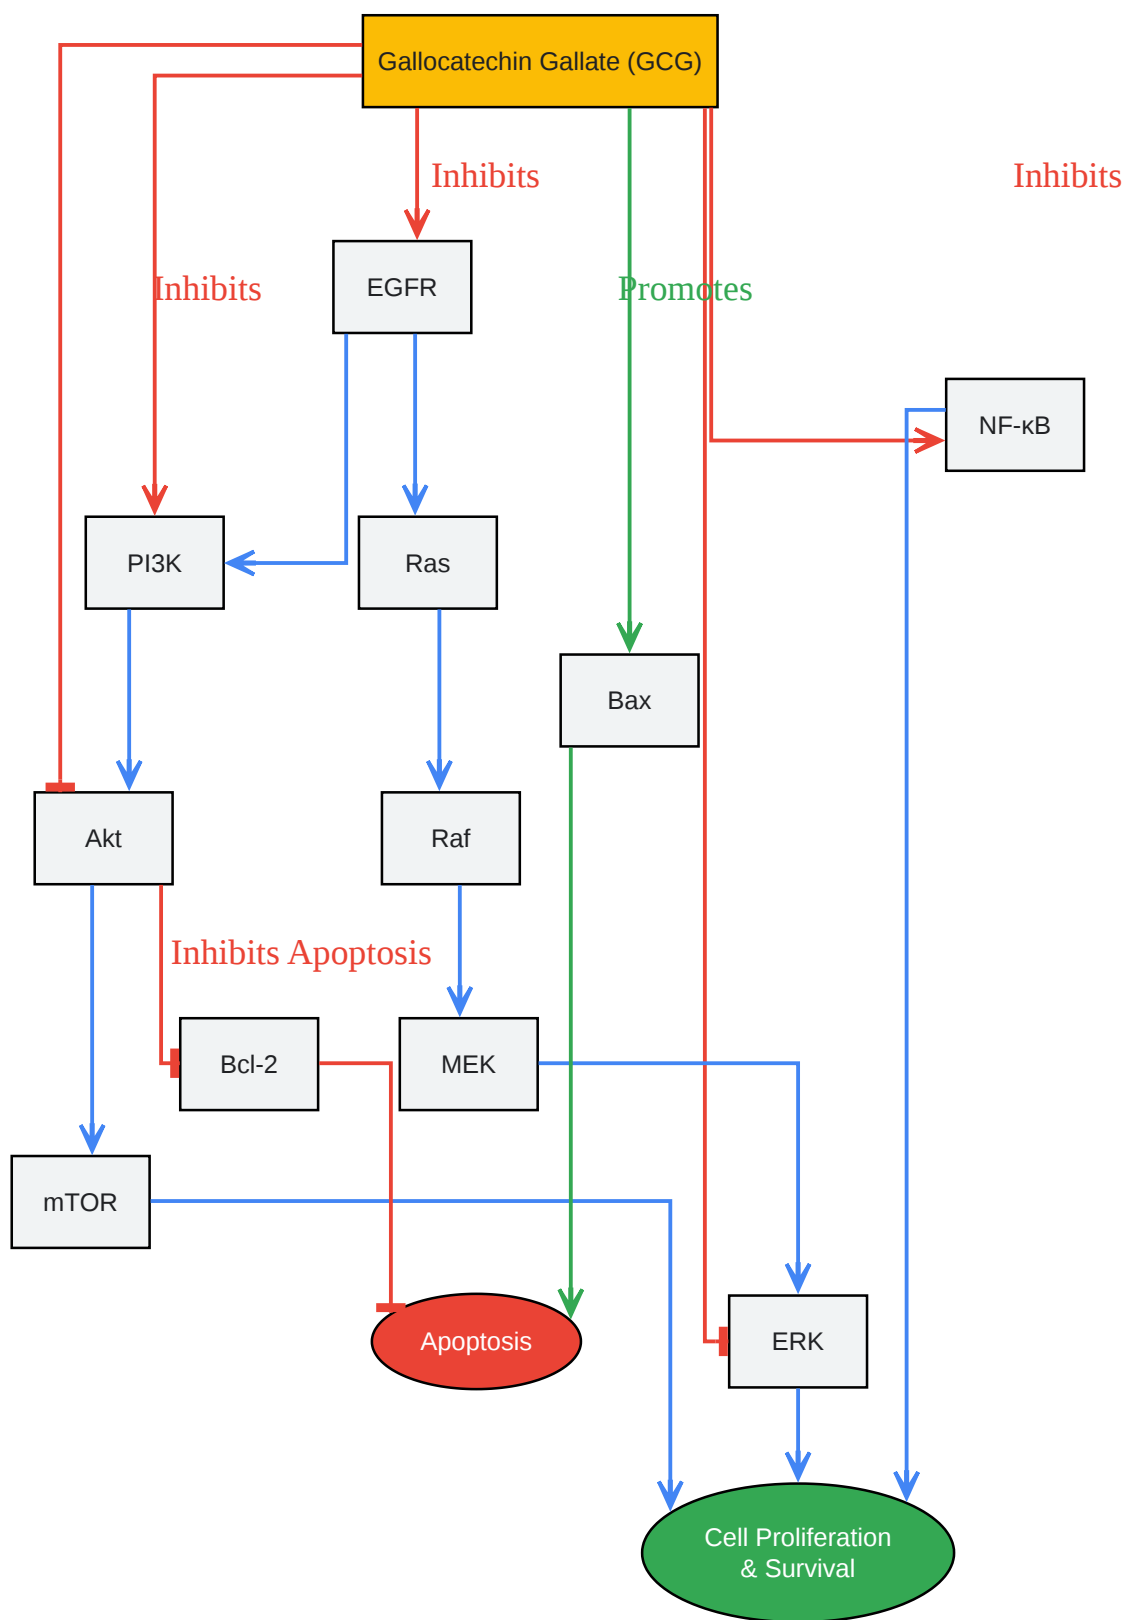 Gallocatechin Gallate (GCG)
Inhibits
Inhibits
EGFR
Inhibits
Promotes
NF-κB
PI3K
Ras
Bax
Akt
Raf
Inhibits Apoptosis
Bcl-2
MEK
mTOR
Apoptosis
ERK
Cell Proliferation
& Survival